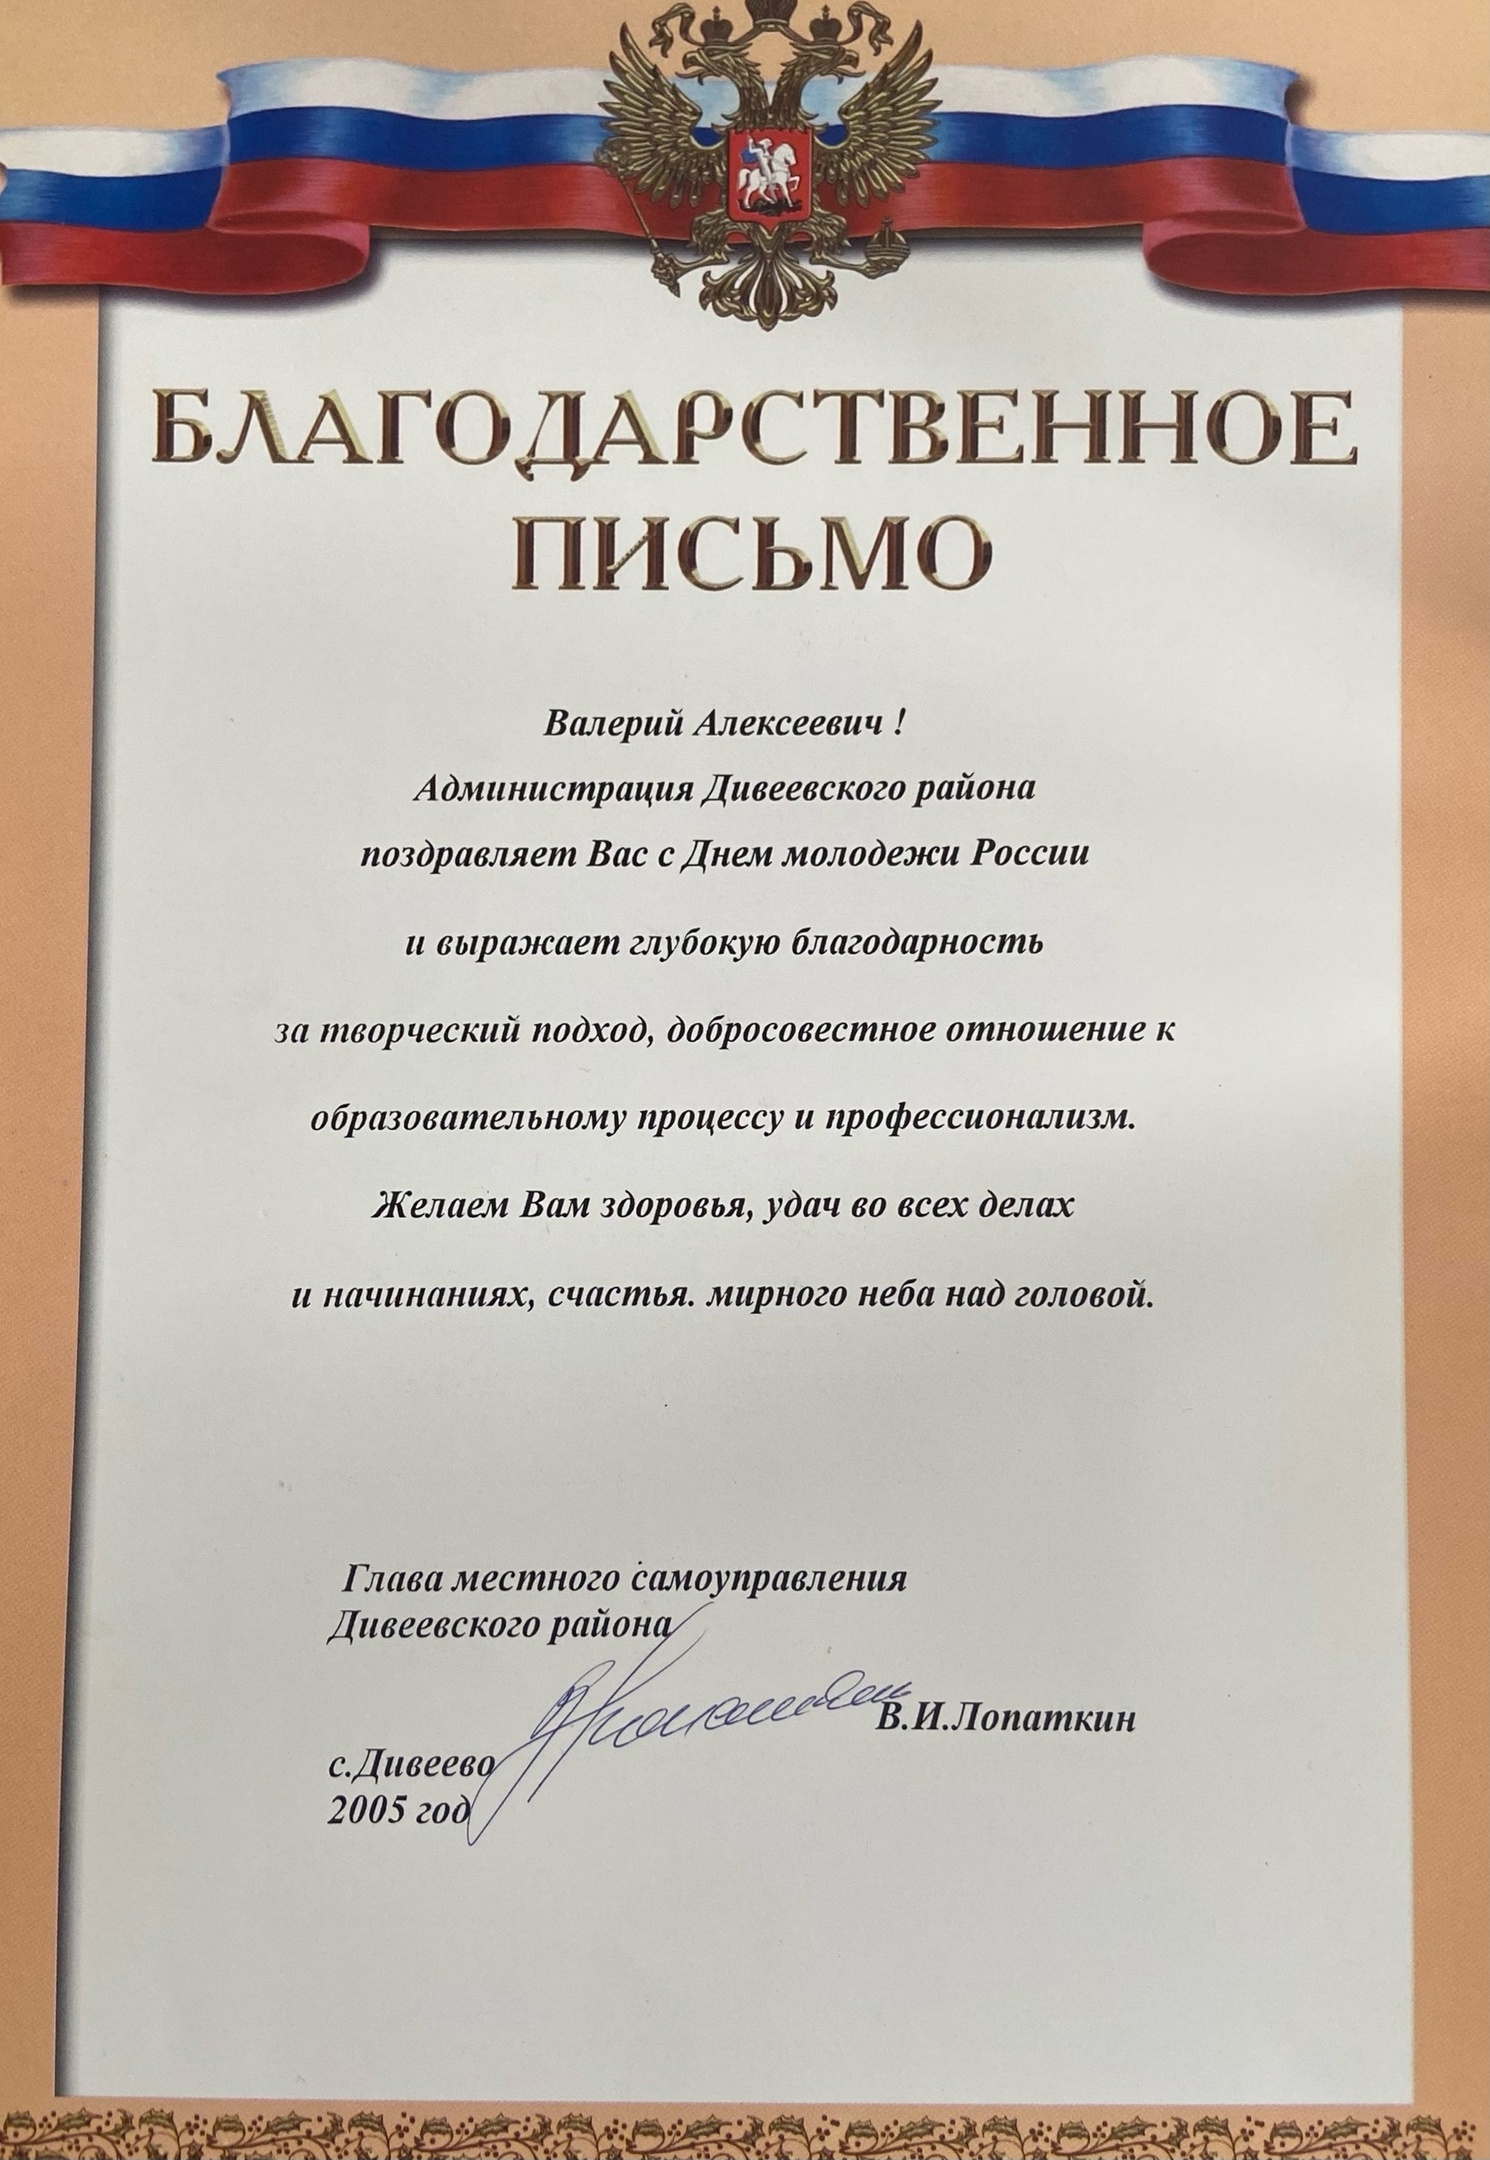 БЛАГОДАРСТВЕННОЕ
ПИСЬМО
Валерий Алексеевич !
Администрация Дивеевского района
поздравляет Вас с Днем молодежи России
и выражает глубокую благодарность
за творческий подход, добросовестное отношение к
образовательному процессу и профессионализм.
Желаем Вам здоровья, удач во всех делах
и начинаниях, счастья. мирного неба над головой.
Глава местного самоуправления
Дивеевского района
В.И.Лопаткин
с.Дивеево
2005 год